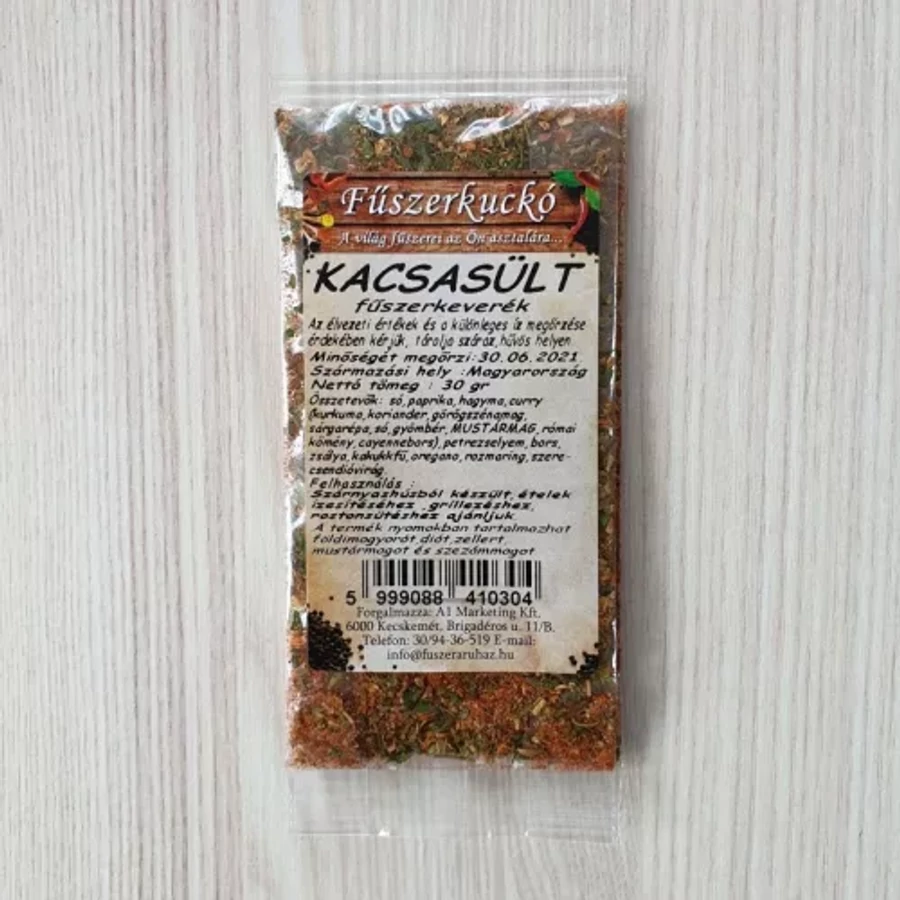 Fűszerkuckó
A világ fűszerei az Ön asztalára...
KACSASÜLT
fűszerkeverék
Az élvezeti értékek és a különleges íz megőrzése
érdekében kérjük, tárolja száraz, hűvös helyen.
Minőségét megőrzi: 30.06.2021.
Származási hely : Magyarország
Nettó tömeg : 30 gr
Összetevők: só, paprika, hagyma, curry
(kurkuma, koriander, görögszénamag,
sárgarépa, só, gyömbér, MUSTÁRMAG, római
kömény, cayennebors), petrezselyem, bors,
zsálya, kakukkfű, oregano, rozmaring, szere-
csendióvirág.
Felhasználás :
Szárnyashúsból készült ételek
ízesítéséhez, grillezéshez,
rostonsütéshez ajánljuk.
A termék nyomokban tartalmazhat
földimogyorót, diót, zellert,
mustármagot és szezámmagot
5 999088 410304
Forgalmazza: A1 Marketing Kft.
6000 Kecskemét, Brigadéros u. 11/B.
Telefon: 30/94-36-519 E-mail:
info@fuszeraruhaz.hu